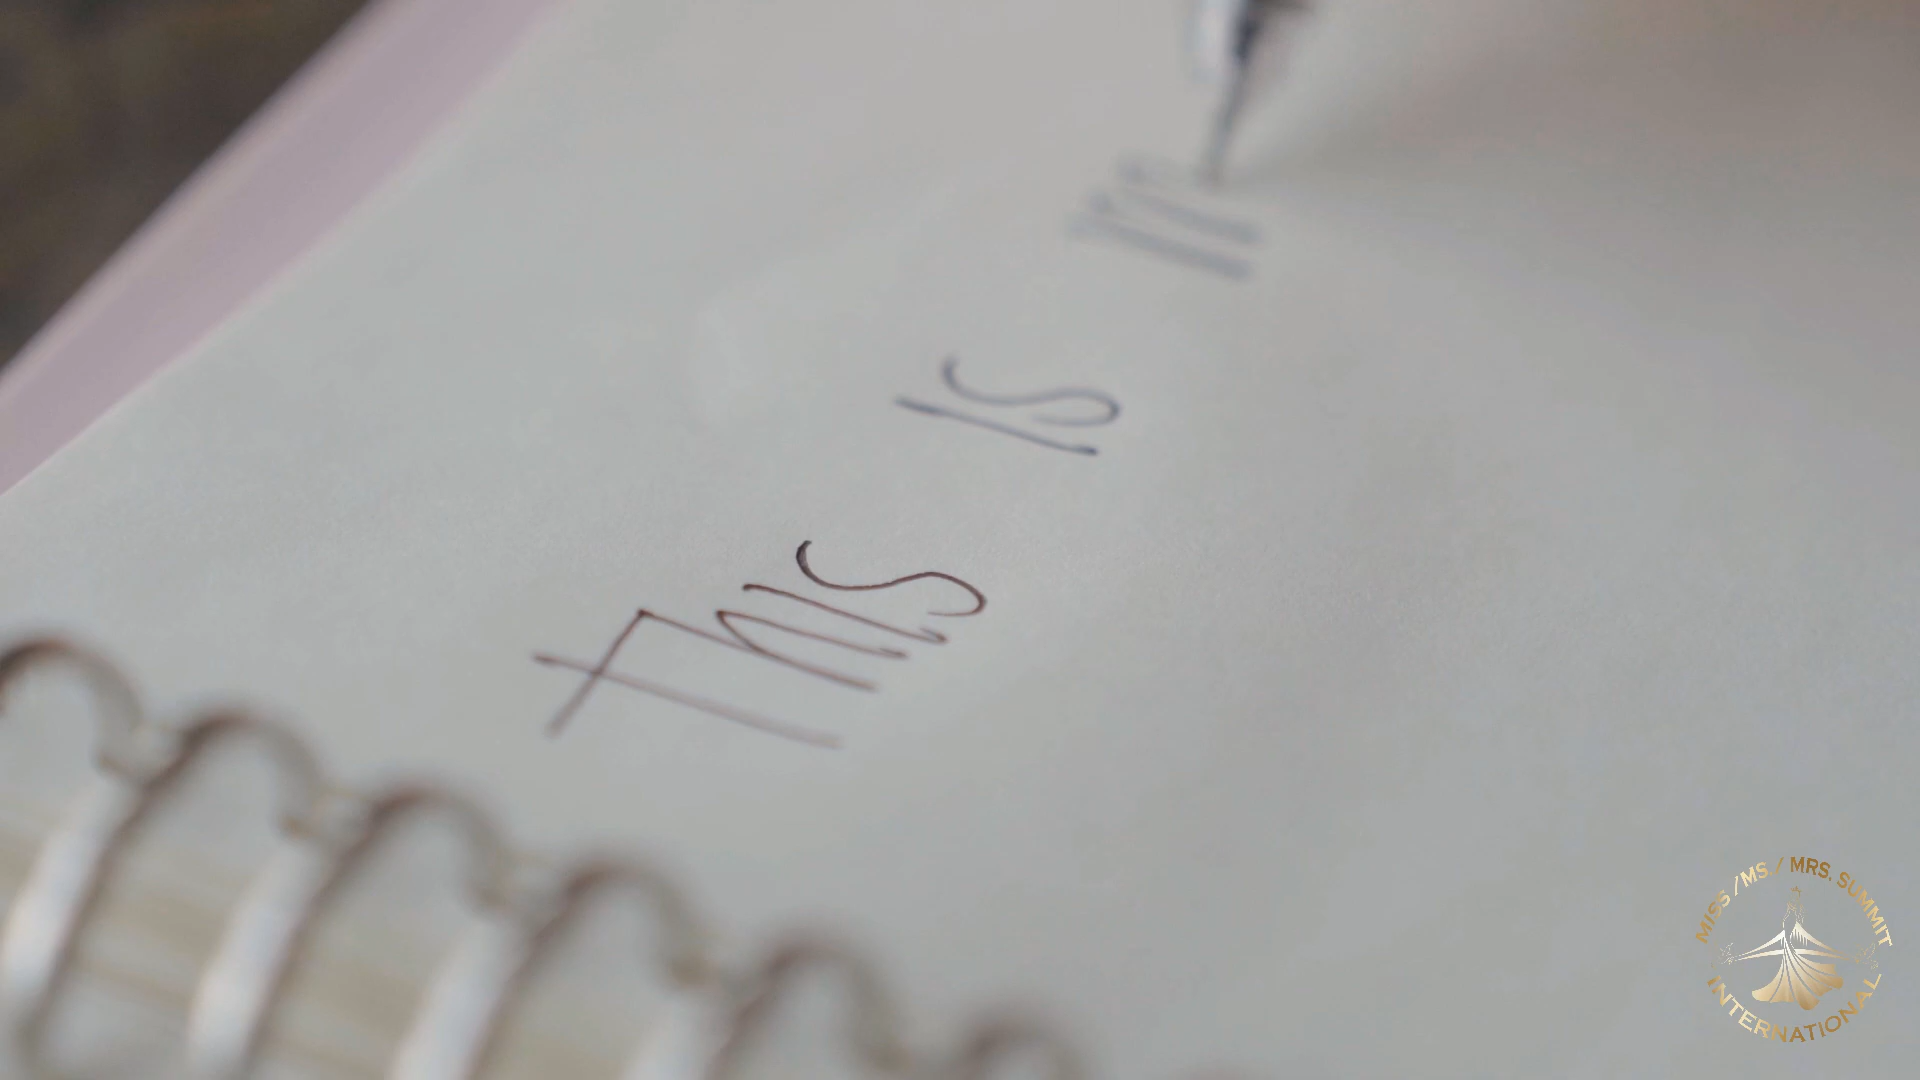 This is
MISS / MS. / MRS. SUMMIT
INTERNATIONAL